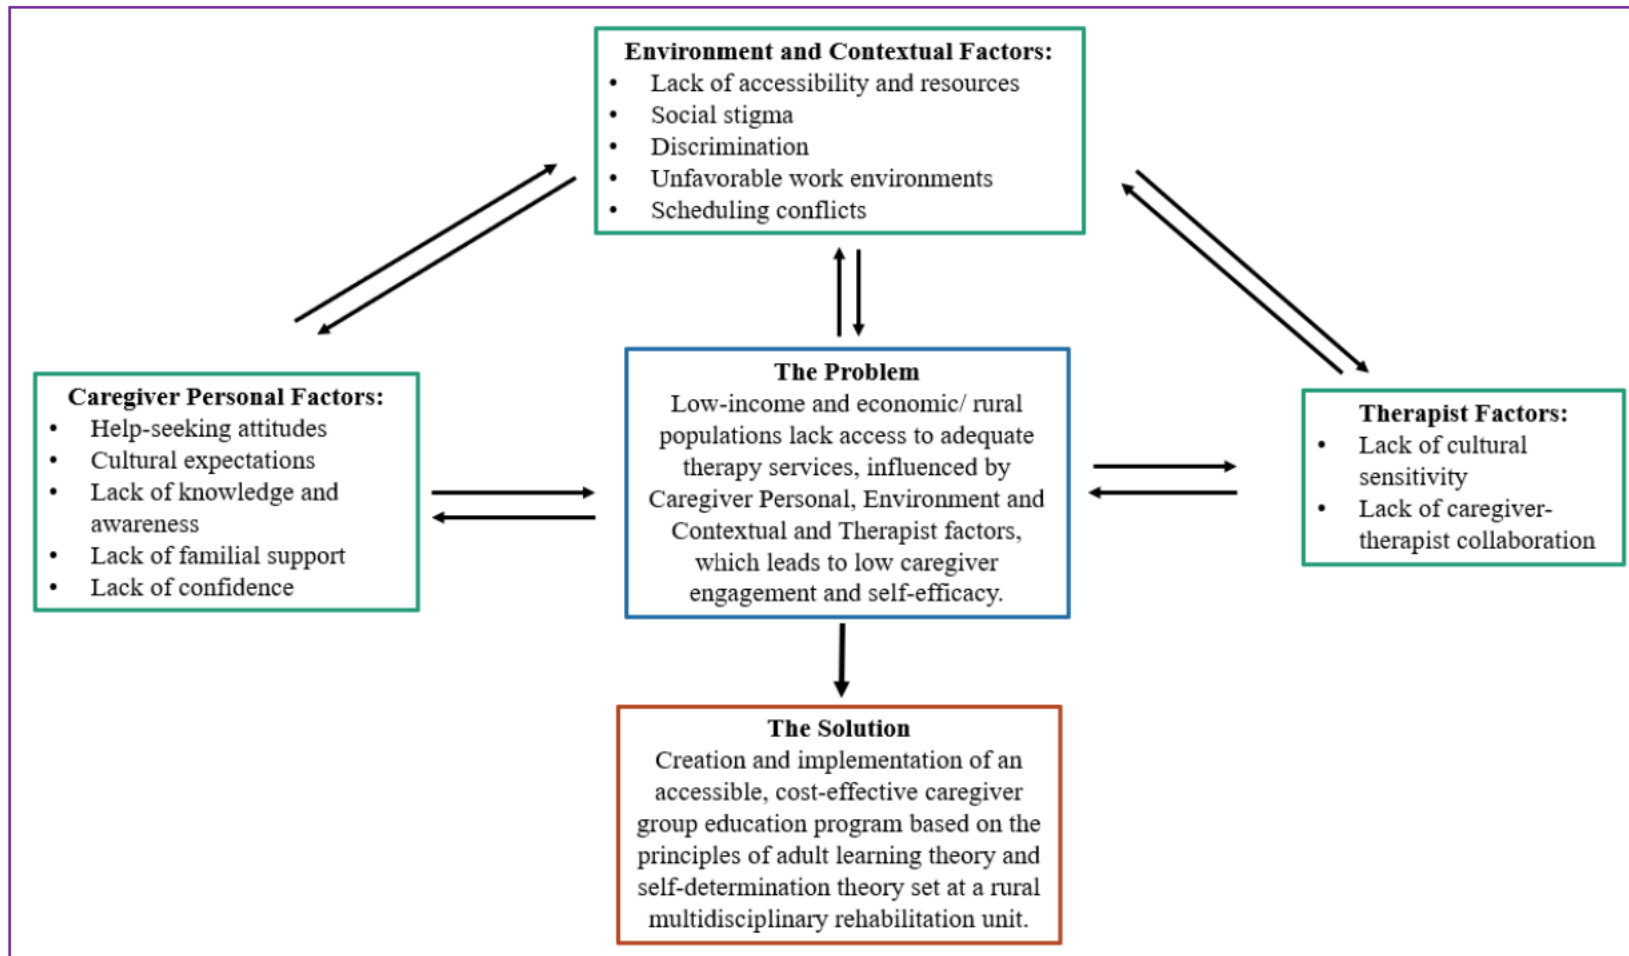 Environment and Contextual Factors:
• Lack of accessibility and resources
• Social stigma
• Discrimination
• Unfavorable work environments
• Scheduling conflicts
Caregiver Personal Factors:
• Help-seeking attitudes
• Cultural expectations
• Lack of knowledge and
awareness
• Lack of familial support
• Lack of confidence
The Problem
Low-income and economic/ rural
populations lack access to adequate
therapy services, influenced by
Caregiver Personal, Environment and
Contextual and Therapist factors,
which leads to low caregiver
engagement and self-efficacy.
Therapist Factors:
• Lack of cultural
sensitivity
• Lack of caregiver-
therapist collaboration
The Solution
Creation and implementation of an
accessible, cost-effective caregiver
group education program based on the
principles of adult learning theory and
self-determination theory set at a rural
multidisciplinary rehabilitation unit.